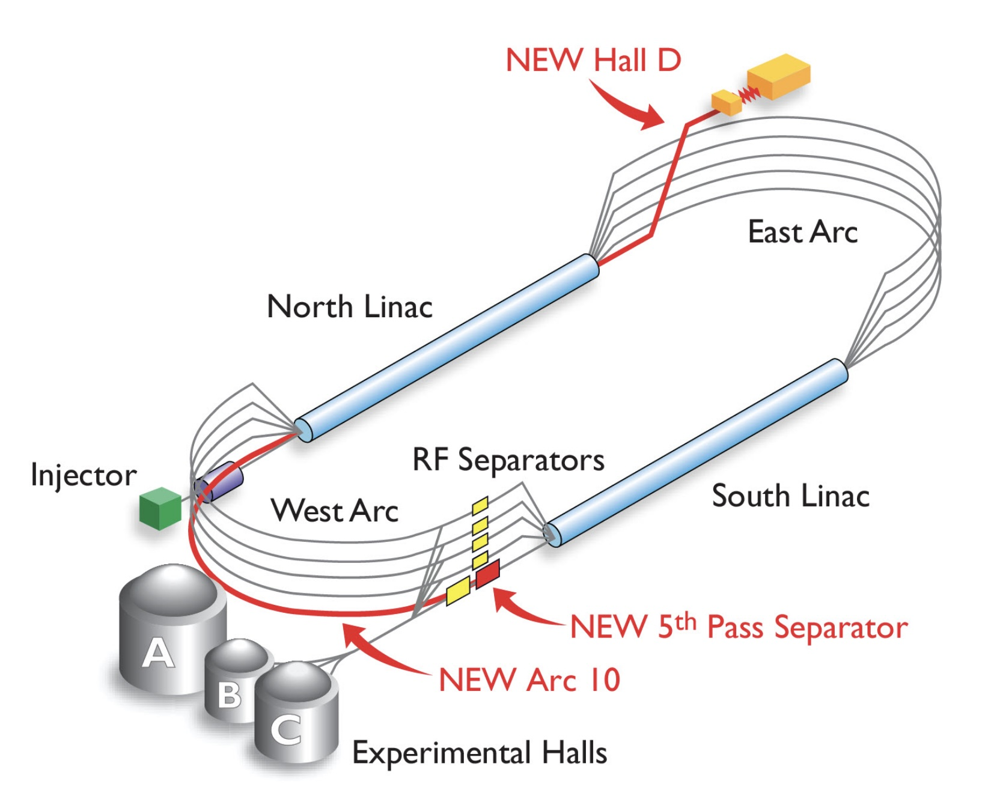 NEW Hall D
East Arc
North Linac
RF Separators
Injector
West Arc
South Linac
NEW 5th Pass Separator
A
NEW Arc 10
B
C
Experimental Halls